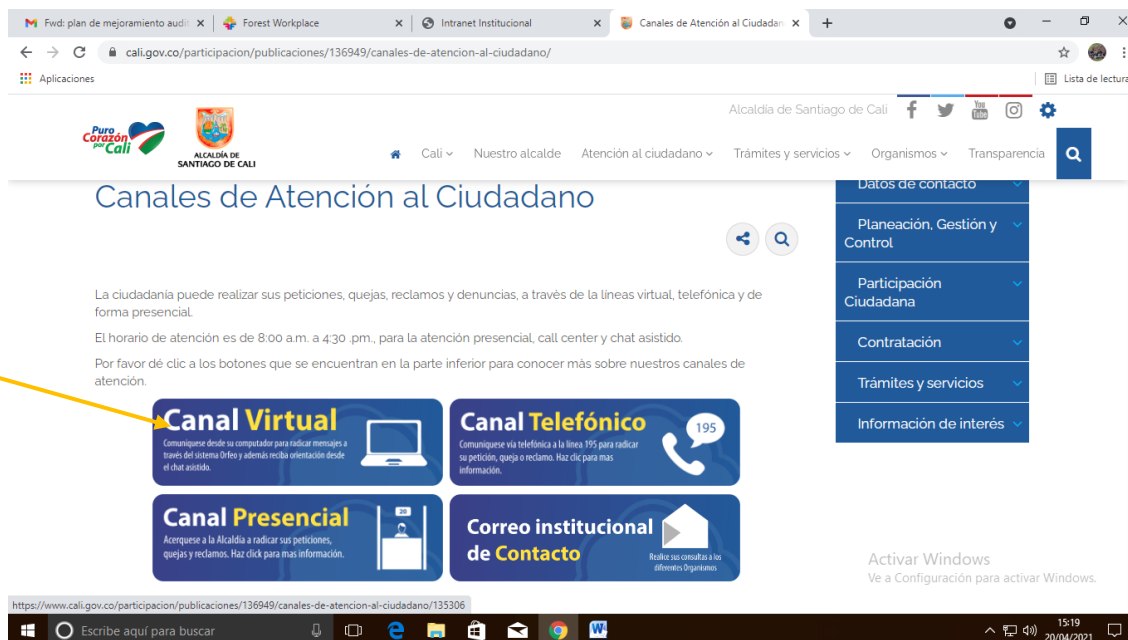 Fwd: plan de mejoramiento audit
Forest Workplace
Intranet Institucional
Canales de Atención al Ciudadan
cali.gov.co/participacion/publicaciones/136949/canales-de-atencion-al-ciudadano/
Aplicaciones
Lista de lectura
Alcaldía de Santiago de Cali
You
Tube
Puro
Corazón
por Cali
ALCALDÍA DE
SANTIAGO DE CALI
Cali
Nuestro alcalde
Atención al ciudadano
Trámites y servicios
Organismos
Transparencia
Canales de Atención al Ciudadano
Datos de contacto
Planeación, Gestión y
Control
Participación
Ciudadana
Contratación
Trámites y servicios
Información de interés
La ciudadanía puede realizar sus peticiones, quejas, reclamos y denuncias, a travès de la líneas virtual, telefónica y de
forma presencial.
El horario de atención es de 8:00 a.m. a 4:30 .pm., para la atención presencial, call center y chat asistido.
Por favor dé clic a los botones que se encuentran en la parte inferior para conocer màs sobre nuestros canales de
atención.
Canal Virtual
Comuníquese desde su computador para radicar mensajes a
través del sistema Orfeo y además reciba orientación desde
el chat asistido.
Canal Telefónico
Comuníquese vía telefónica a la línea 195 para radicar
su petición, queja o reclamo. Haz clic para mas
información.
195
Canal Presencial
Acerquese a la Alcaldía a radicar sus peticiones,
quejas y reclamos. Haz click para mas información.
20
Correo institucional
de Contacto
Realice sus consultas a los
diferentes Organismos
Activar Windows
Ve a Configuración para activar Windows.
https://www.cali.gov.co/participacion/publicaciones/136949/canales-de-atencion-al-ciudadano/135306
Escribe aquí para buscar
15:19
20/04/2021